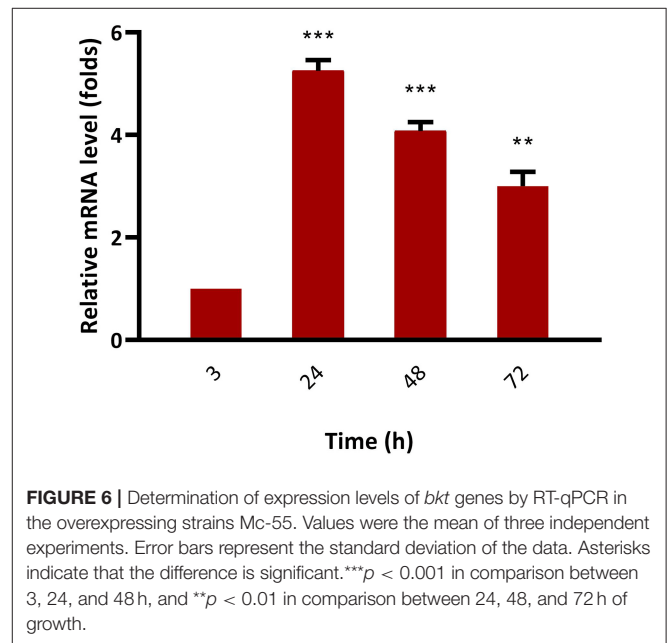 Relative mRNA level (folds)
6
4
2
0
***
***
**
3
24
48
72
Time (h)
FIGURE 6 | Determination of expression levels of bkt genes by RT-qPCR in
the overexpressing strains Mc-55. Values were the mean of three independent
experiments. Error bars represent the standard deviation of the data. Asterisks
indicate that the difference is significant.***p < 0.001 in comparison between
3, 24, and 48 h, and **p < 0.01 in comparison between 24, 48, and 72 h of
growth.